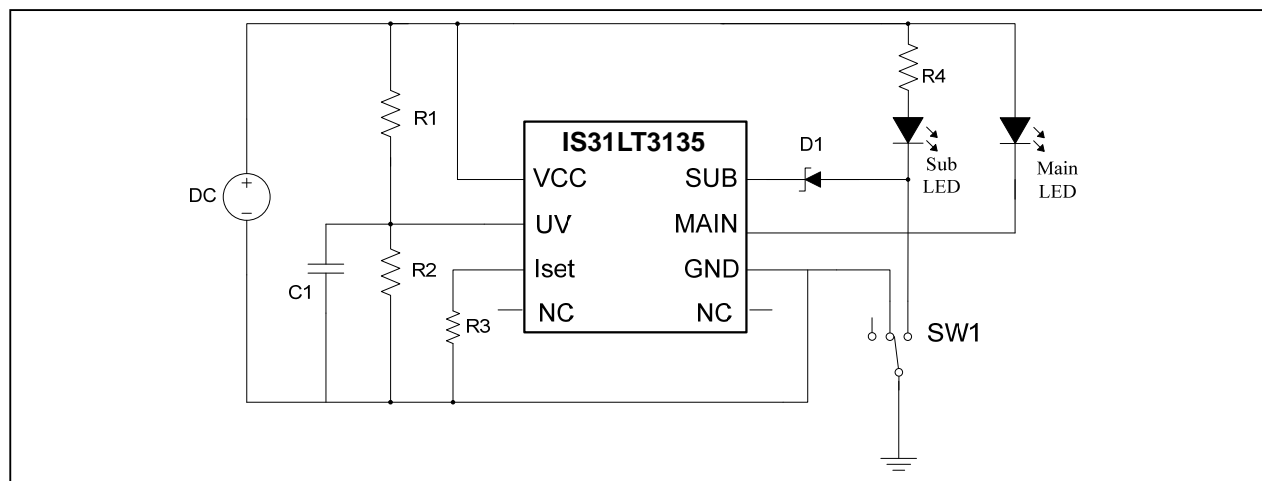 R4
R1
IS31LT3135
D1
Sub
LED
Main
LED
VCC
SUB
DC
+
−
UV
MAIN
R2
Iset
GND
C1
R3
NC
NC
SW1